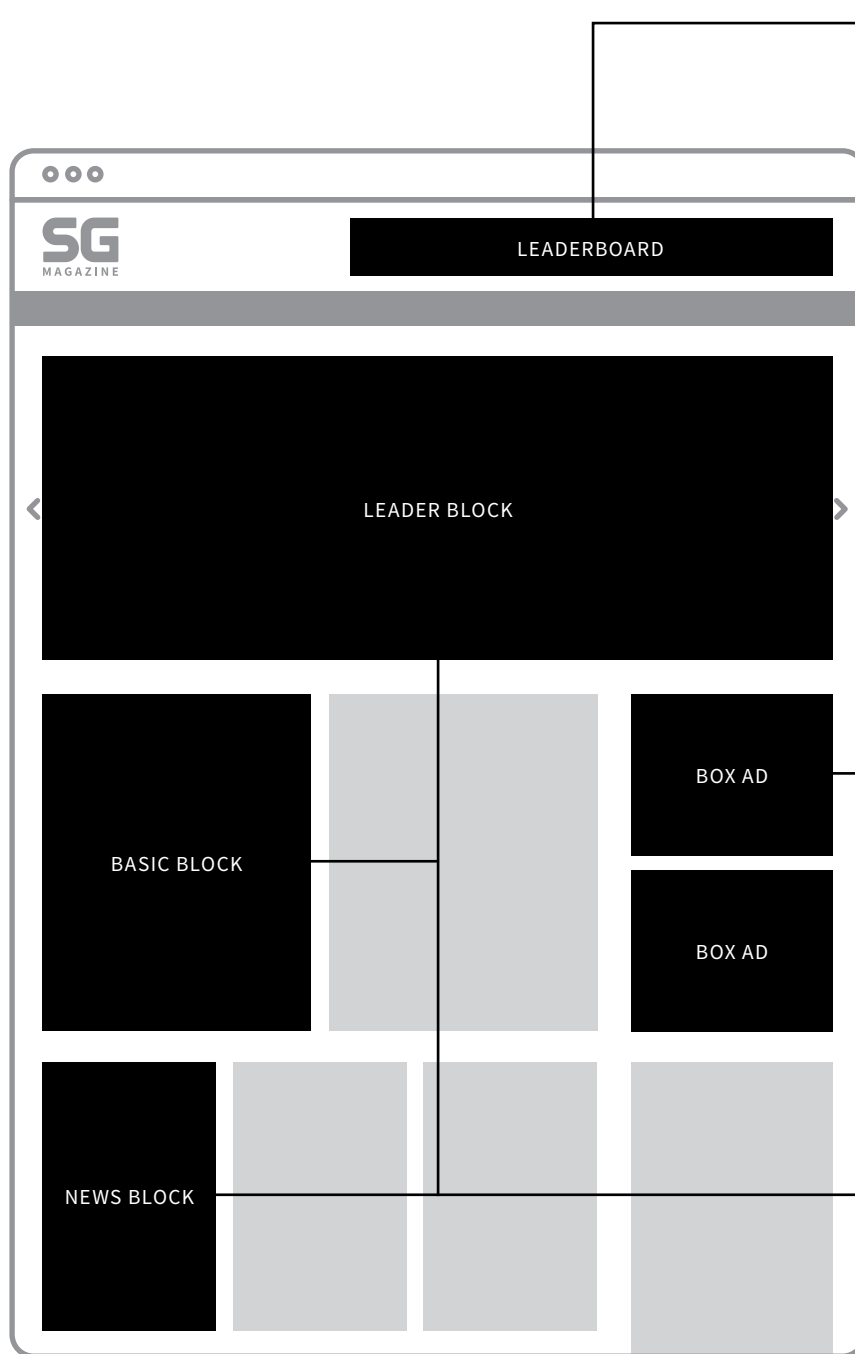 SG
MAGAZINE
LEADERBOARD
LEADER BLOCK
BASIC BLOCK
BOX AD
BOX AD
NEWS BLOCK